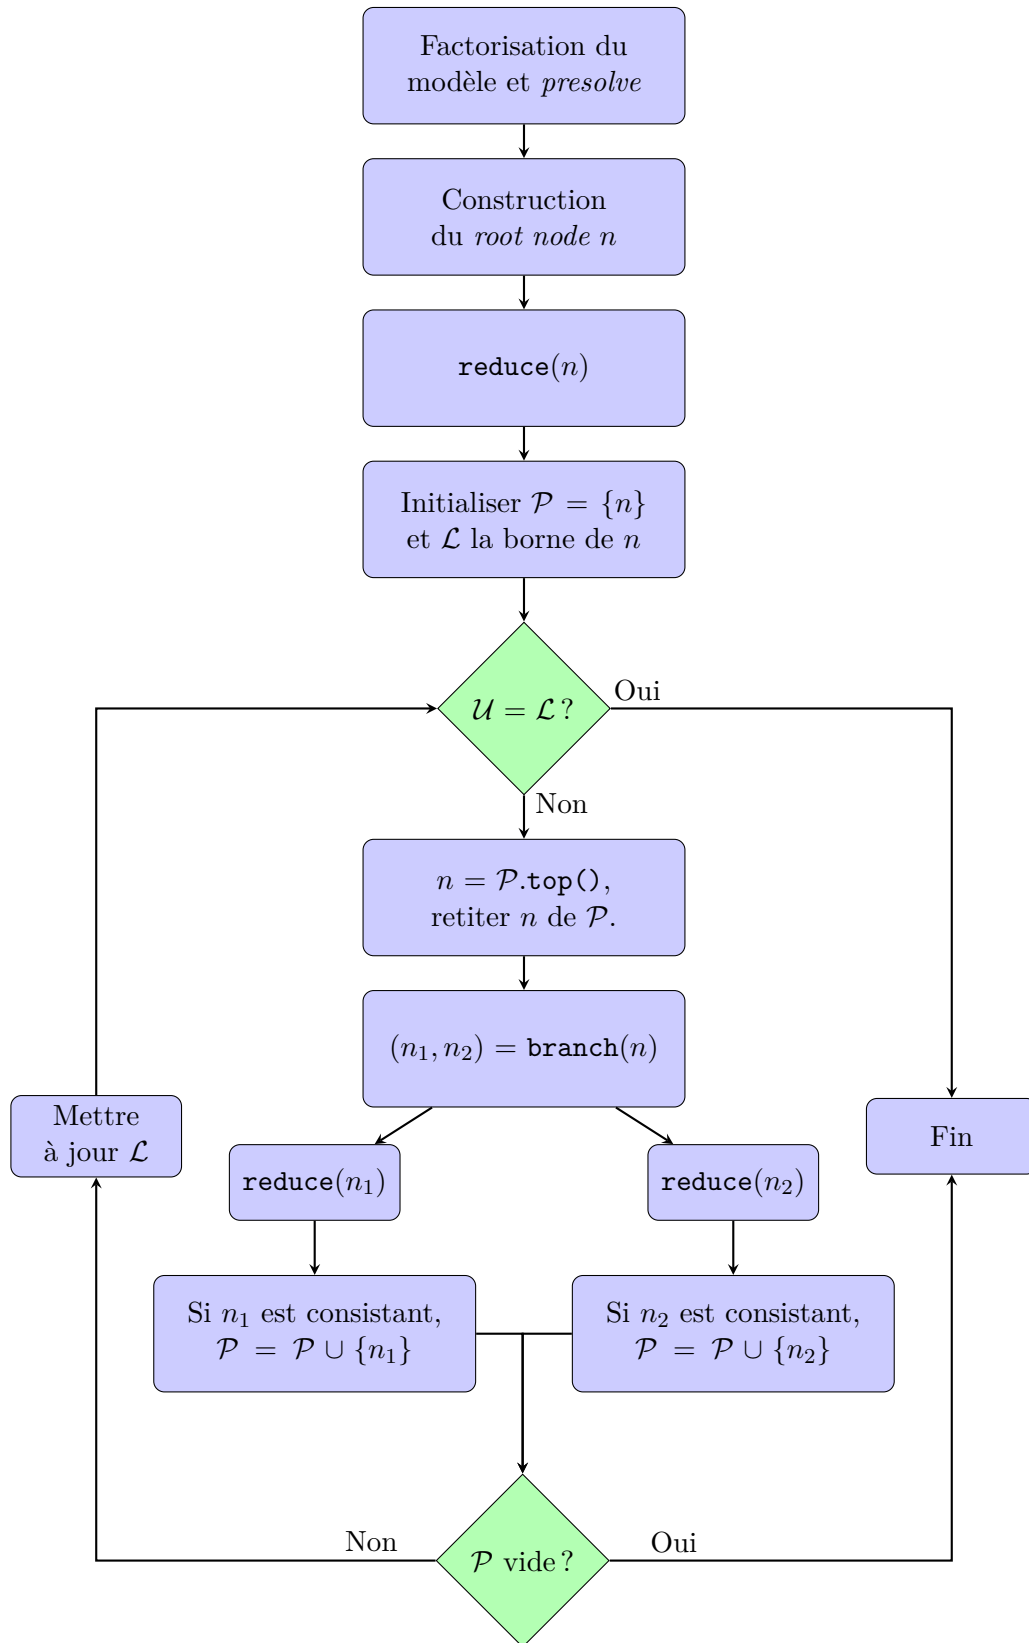 Factorisation du
modèle et presolve
Construction
du root node n
reduce(n)
Initialiser 𝒫 = {n}
et ℒ la borne de n
𝒰 = ℒ ?
Oui
Non
n = 𝒫.top(),
retiter n de 𝒫.
(n₁, n₂) = branch(n)
Mettre
à jour ℒ
Fin
reduce(n₁)
reduce(n₂)
Si n₁ est consistant,
𝒫 = 𝒫 ∪ {n₁}
Si n₂ est consistant,
𝒫 = 𝒫 ∪ {n₂}
Non
Oui
𝒫 vide ?